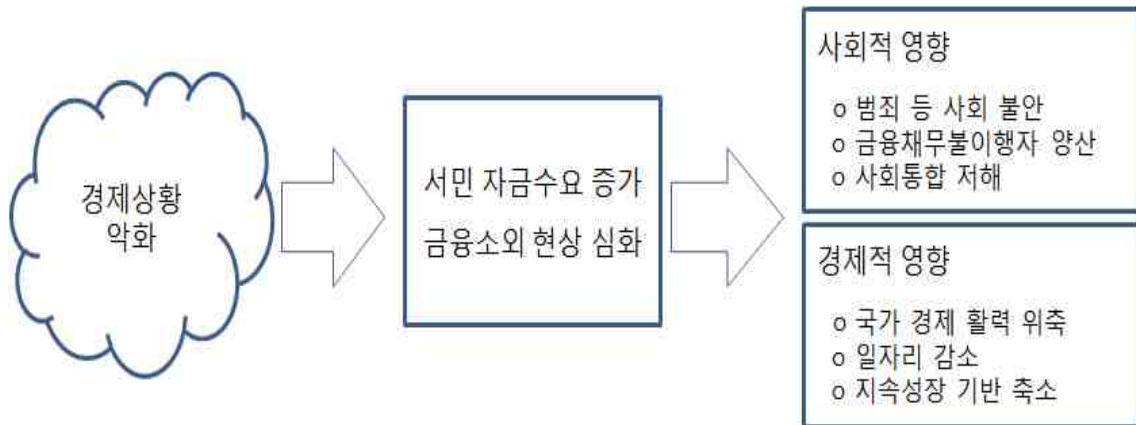 경제상황
악화
서민 자금수요 증가
금융소외 현상 심화
사회적 영향
o 범죄 등 사회 불안
o 금융채무불이행자 양산
o 사회통합 저해
경제적 영향
o 국가 경제 활력 위축
o 일자리 감소
o 지속성장 기반 축소